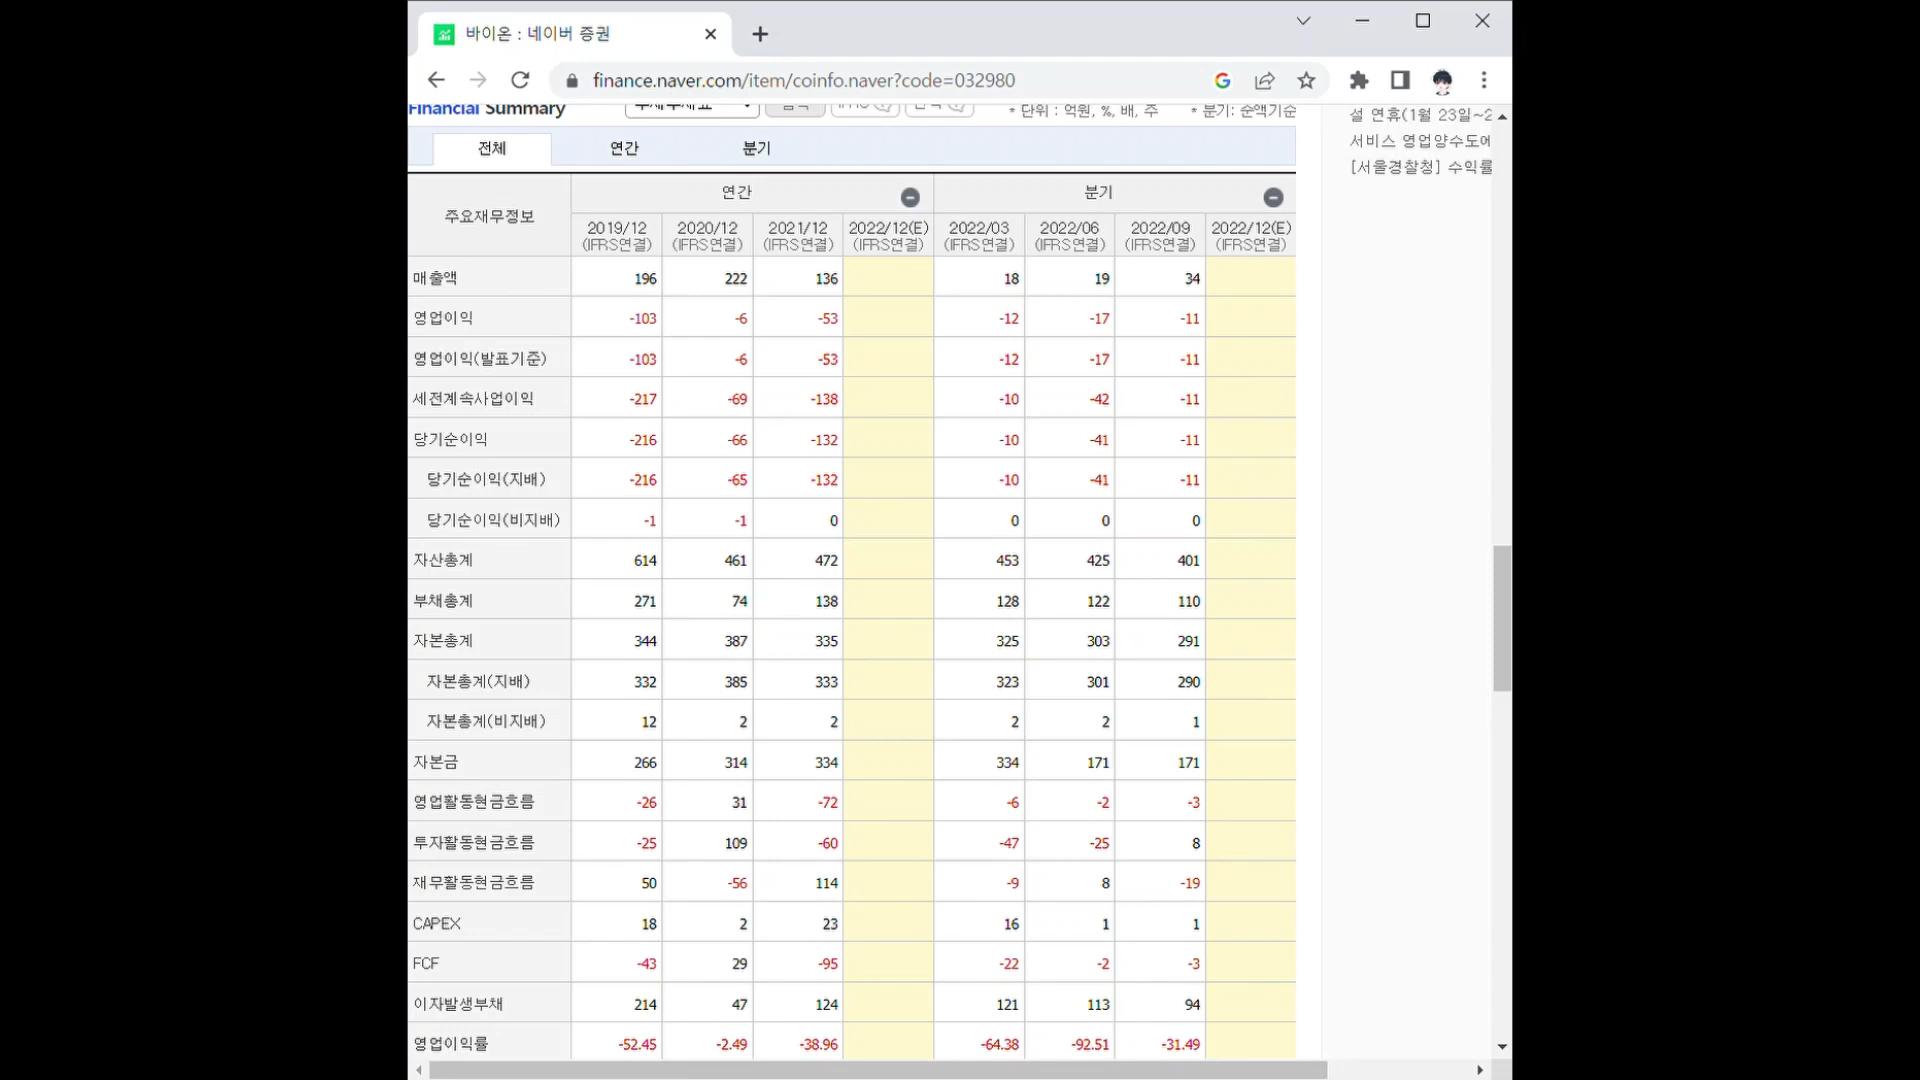 바이온 : 네이버 증권
finance.naver.com/item/coinfo.naver?code=032980
Financial Summary
* 단위 : 억원, %, 배, 주 * 분기: 순액기준
설 연휴(1월 23일~2
서비스 영업양수도에
[서울경찰청] 수익률
전체 연간 분기
주요재무정보 연간 분기
2019/12 2020/12 2021/12 2022/12(E) 2022/03 2022/06 2022/09 2022/12(E)
(IFRS연결) (IFRS연결) (IFRS연결) (IFRS연결) (IFRS연결) (IFRS연결) (IFRS연결) (IFRS연결)
매출액 196 222 136 18 19 34
영업이익 -103 -6 -53 -12 -17 -11
영업이익(발표기준) -103 -6 -53 -12 -17 -11
세전계속사업이익 -217 -69 -138 -10 -42 -11
당기순이익 -216 -66 -132 -10 -41 -11
당기순이익(지배) -216 -65 -132 -10 -41 -11
당기순이익(비지배) -1 -1 0 0 0 0
자산총계 614 461 472 453 425 401
부채총계 271 74 138 128 122 110
자본총계 344 387 335 325 303 291
자본총계(지배) 332 385 333 323 301 290
자본총계(비지배) 12 2 2 2 2 1
자본금 266 314 334 334 171 171
영업활동현금흐름 -26 31 -72 -6 -2 -3
투자활동현금흐름 -25 109 -60 -47 -25 8
재무활동현금흐름 50 -56 114 -9 8 -19
CAPEX 18 2 23 16 1 1
FCF -43 29 -95 -22 -2 -3
이자발생부채 214 47 124 121 113 94
영업이익률 -52.45 -2.49 -38.96 -64.38 -92.51 -31.49